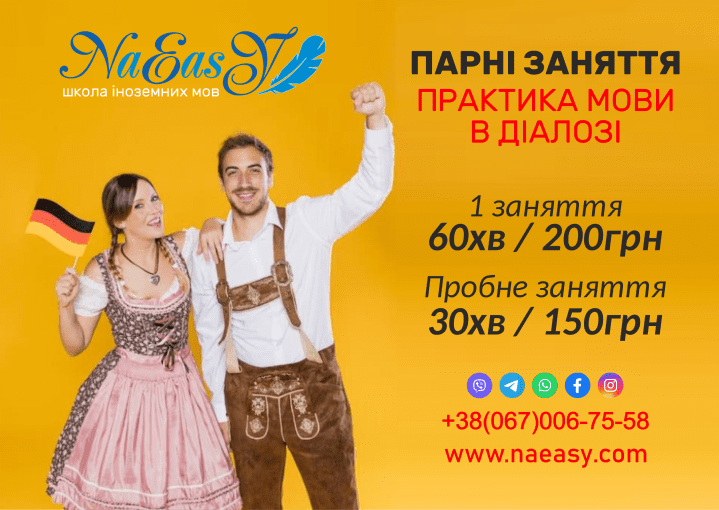 NaEasy
школа іноземних мов
ПАРНІ ЗАНЯТТЯ
ПРАКТИКА МОВИ
В ДІАЛОЗІ
1 заняття
60хв / 200грн
Пробне заняття
30хв / 150грн
+38(067)006-75-58
www.naeasy.com